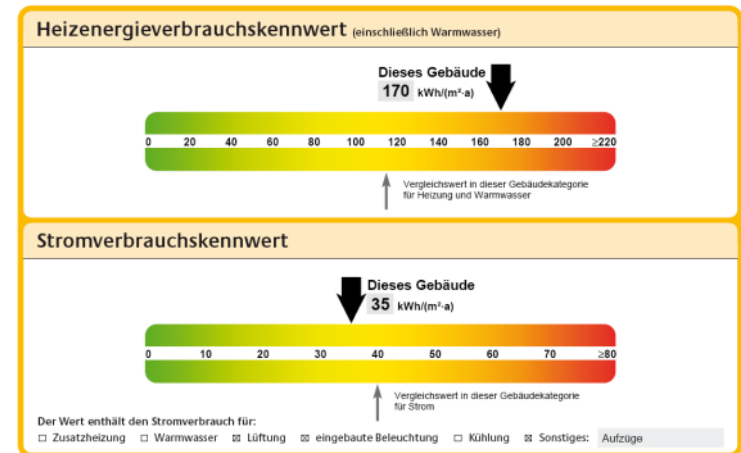 Heizenergieverbrauchskennwert (einschließlich Warmwasser)
Dieses Gebäude
170 kWh/(m²·a)
0 20 40 60 80 100 120 140 160 180 200 ≥220
Vergleichswert in dieser Gebäudekategorie
für Heizung und Warmwasser
Stromverbrauchskennwert
Dieses Gebäude
35 kWh/(m²·a)
0 10 20 30 40 50 60 70 ≥80
Vergleichswert in dieser Gebäudekategorie
für Strom
Der Wert enthält den Stromverbrauch für:
☐ Zusatzheizung ☐ Warmwasser ☒ Lüftung ☒ eingebaute Beleuchtung ☐ Kühlung ☒ Sonstiges: Aufzüge